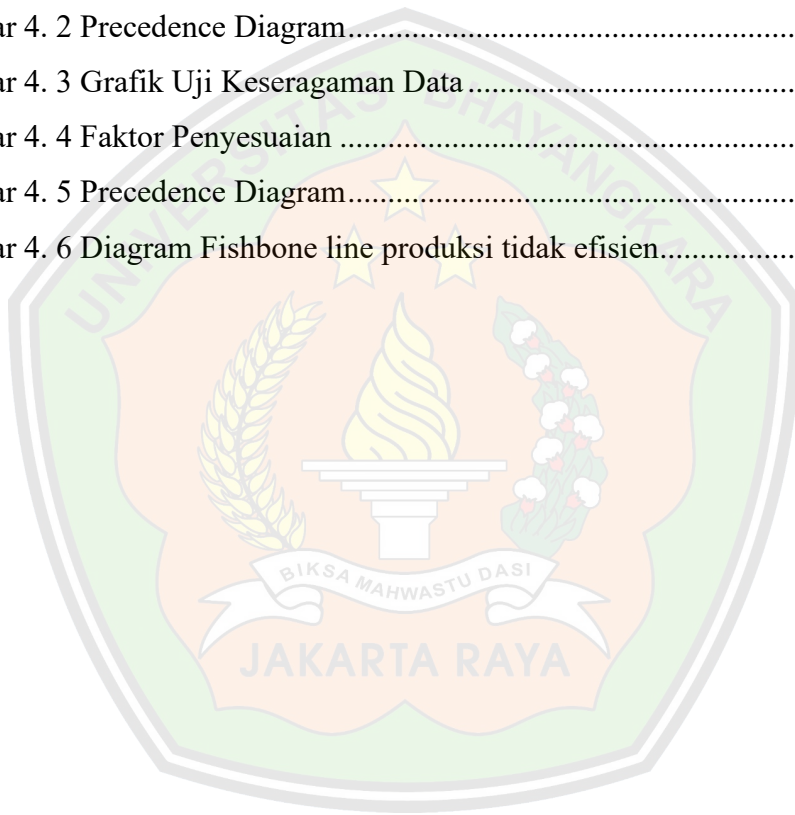 ar 4. 2 Precedence Diagram
ar 4. 3 Grafik Uji Keseragaman Data
ar 4. 4 Faktor Penyesuaian
ar 4. 5 Precedence Diagram
ar 4. 6 Diagram Fishbone line produksi tidak efisien
UNIVERSITAS BHAYANGKARA
BIKSA MAHWASTU DASI
JAKARTA RAYA